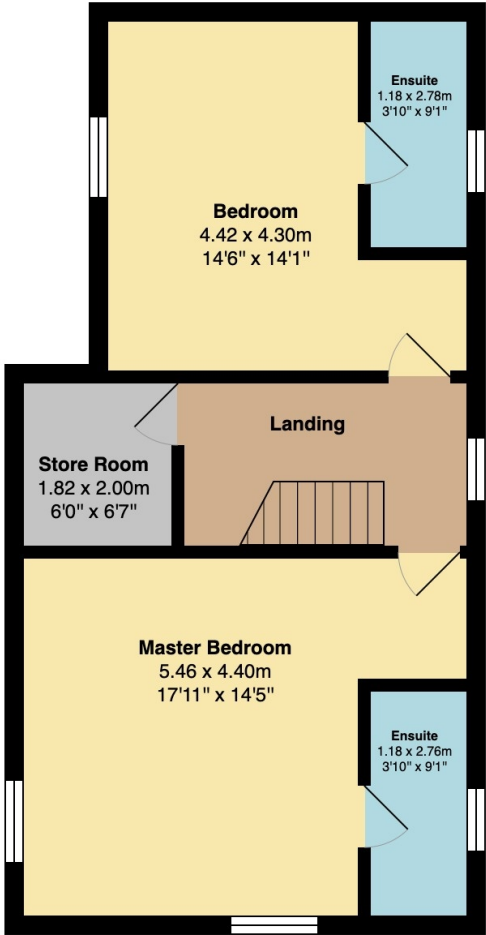 Ensuite
1.18 x 2.78m
3'10" x 9'1"
Bedroom
4.42 x 4.30m
14'6" x 14'1"
Landing
Store Room
1.82 x 2.00m
6'0" x 6'7"
Master Bedroom
5.46 x 4.40m
17'11" x 14'5"
Ensuite
1.18 x 2.76m
3'10" x 9'1"